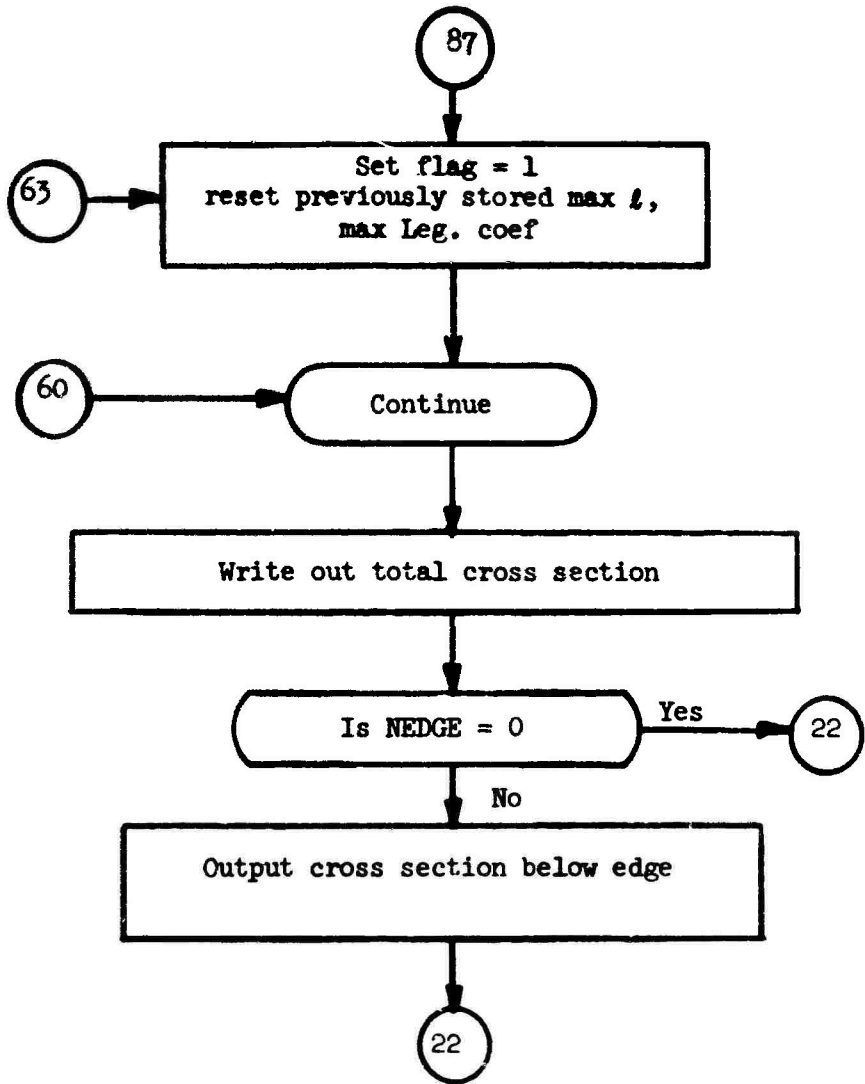 87
Set flag = 1
63
reset previously stored max ℓ,
max Leg. coef
60
Continue
Write out total cross section
Is NEDGE = 0
Yes
22
No
Output cross section below edge
22